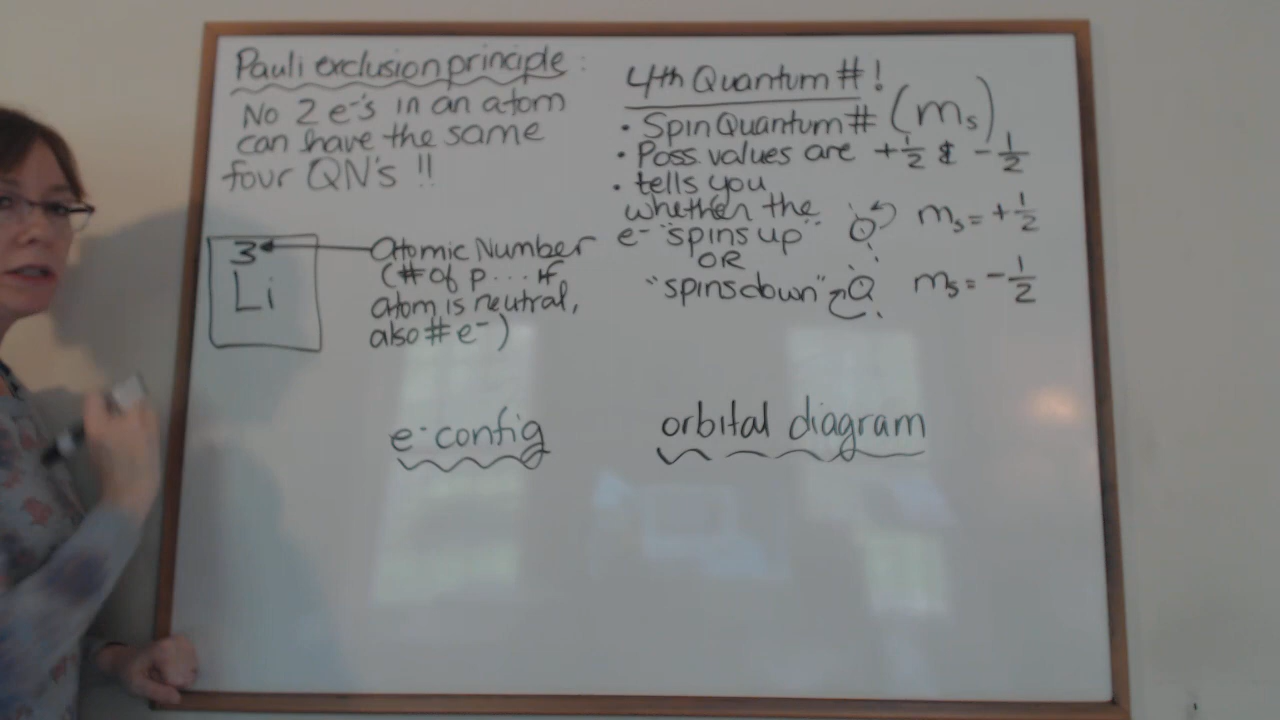 Pauli exclusion principle:
No 2 e-'s in an atom
can have the same
four QN's !!
3
Li
Atomic Number
(# of p... if
atom is neutral,
also # e-)
4th Quantum #!
• Spin Quantum # (ms)
• Poss values are +1/2 & -1/2
• tells you
whether the
e- "spins up" ms = +1/2
OR
"spins down" ms = -1/2
e- config
orbital diagram